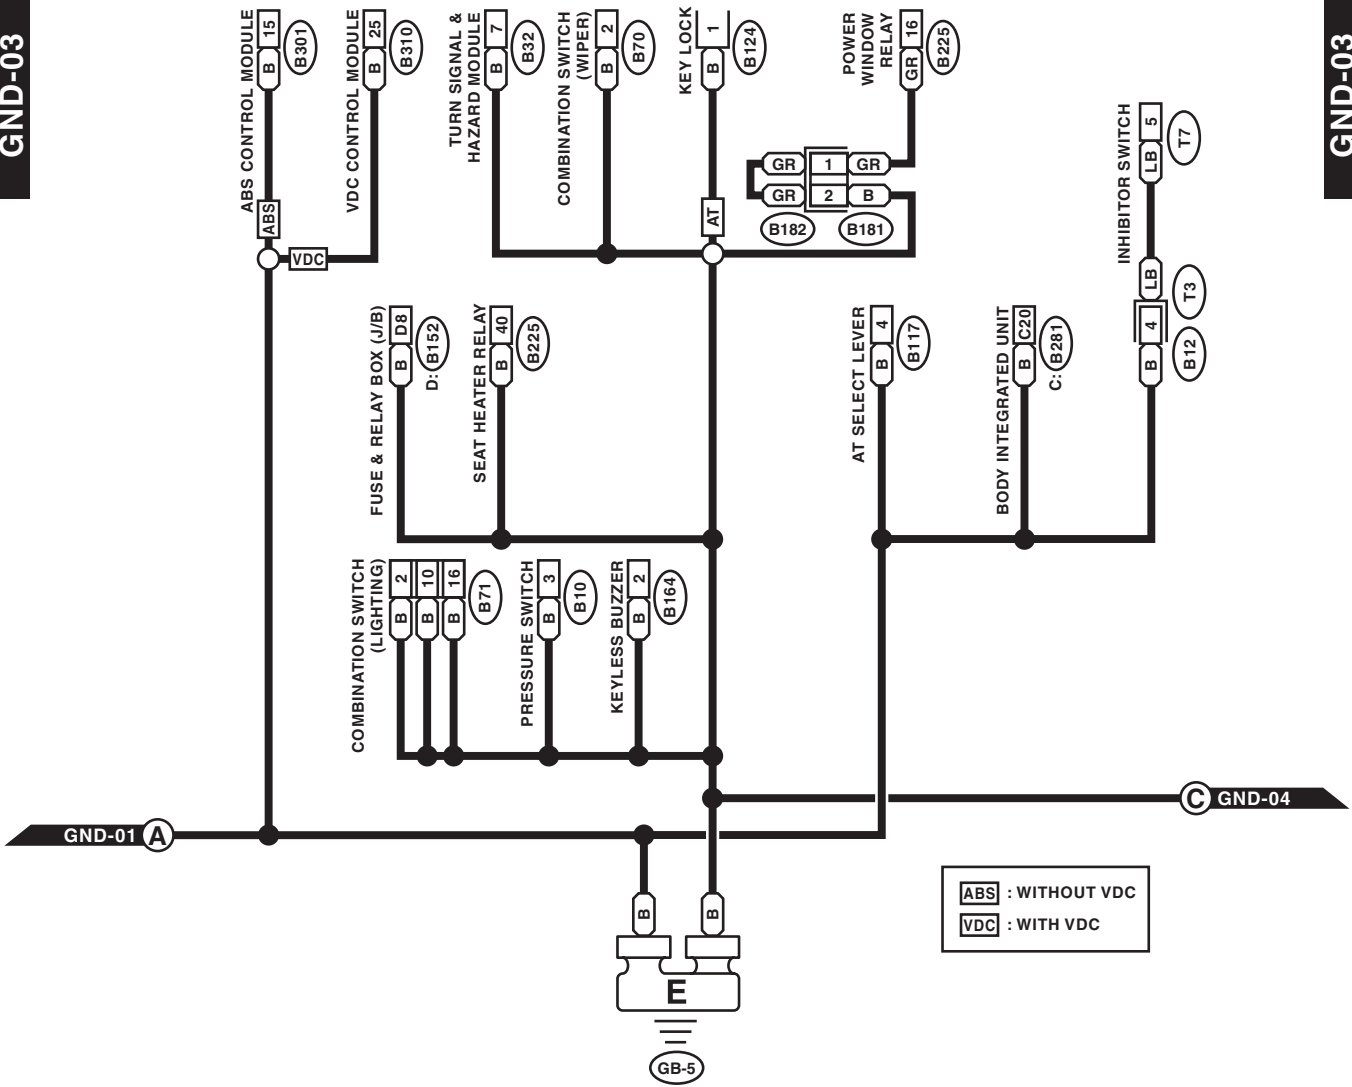 GND-03
GND-03
ABS CONTROL MODULE
15
B
B301
VDC CONTROL MODULE
25
B
B310
TURN SIGNAL &
HAZARD MODULE
7
B
B32
COMBINATION SWITCH
(WIPER)
2
B
B70
KEY LOCK
1
B
B124
POWER
WINDOW
RELAY
16
GR
B225
ABS
VDC
AT
GR 1 GR
GR 2 B
B182 B181
INHIBITOR SWITCH
5
LB
T7
LB
T3
4
B
B12
FUSE & RELAY BOX (J/B)
D8
B
D: B152
SEAT HEATER RELAY
40
B
B225
AT SELECT LEVER
4
B
B117
BODY INTEGRATED UNIT
C20
B
C: B281
COMBINATION SWITCH
(LIGHTING)
2 10 16
B B B
B71
PRESSURE SWITCH
3
B
B10
KEYLESS BUZZER
2
B
B164
C GND-04
GND-01 A
B B
E
GB-5
ABS : WITHOUT VDC
VDC : WITH VDC